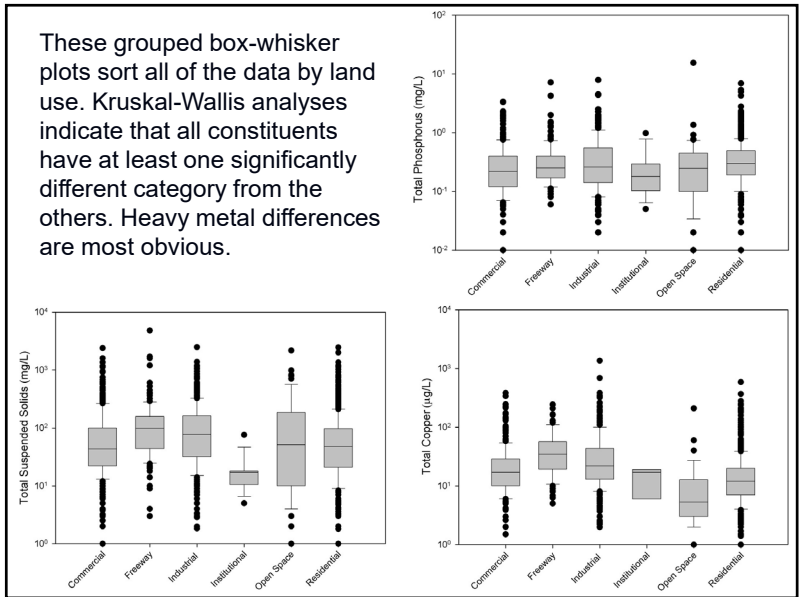 These grouped box-whisker
plots sort all of the data by land
use. Kruskal-Wallis analyses
indicate that all constituents
have at least one significantly
different category from the
others. Heavy metal differences
are most obvious.
Total Phosphorus (mg/L)
10²
10¹
10⁰
10⁻¹
10⁻²
Commercial
Freeway
Industrial
Institutional
Open Space
Residential
Total Suspended Solids (mg/L)
10⁴
10³
10²
10¹
10⁰
Commercial
Freeway
Industrial
Institutional
Open Space
Residential
Total Copper (µg/L)
10⁴
10³
10²
10¹
10⁰
Commercial
Freeway
Industrial
Institutional
Open Space
Residential